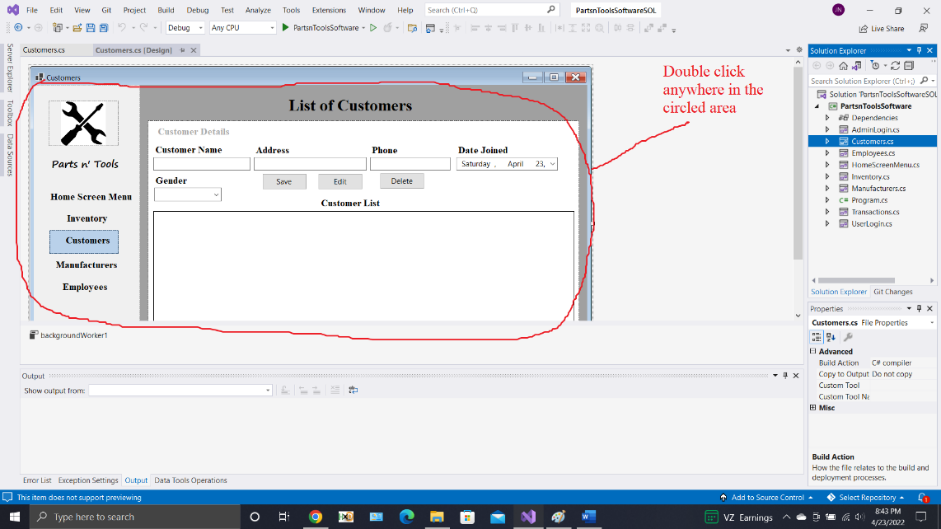 File Edit View Git Project Build Debug Test Analyze Tools Extensions Window Help Search (Ctrl+Q) PartsnToolsSoftware JN
Debug Any CPU PartsnToolsSoftware Live Share
Customers.cs Customers.cs [Design]
Server Explorer
Toolbox
Data Sources
Customers
List of Customers
Customer Details
Customer Name Address Phone Date Joined
Saturday , April 23,
Gender
Save Edit Delete
Customer List
Parts n' Tools
Home Screen Menu
Inventory
Customers
Manufacturers
Employees
Double click
anywhere in the
circled area
backgroundWorker1
Output
Show output from:
Error List Exception Settings Output Data Tools Operations
Solution Explorer
Search Solution Explorer (Ctrl+;)
Solution 'PartsnToolsSoftwareSOL
PartsnToolsSoftware
Dependencies
AdminLogin.cs
Customers.cs
Employees.cs
HomeScreenMenu.cs
Inventory.cs
Manufacturers.cs
C# Program.cs
Transactions.cs
UserLogin.cs
Solution Explorer Git Changes
Properties
Customers.cs File Properties
Advanced
Build Action C# compiler
Copy to Output Do not copy
Custom Tool
Custom Tool Na
Misc
Build Action
How the file relates to the build and
deployment processes.
This item does not support previewing Add to Source Control Select Repository 1
Type here to search VZ Earnings 8:43 PM
4/23/2022